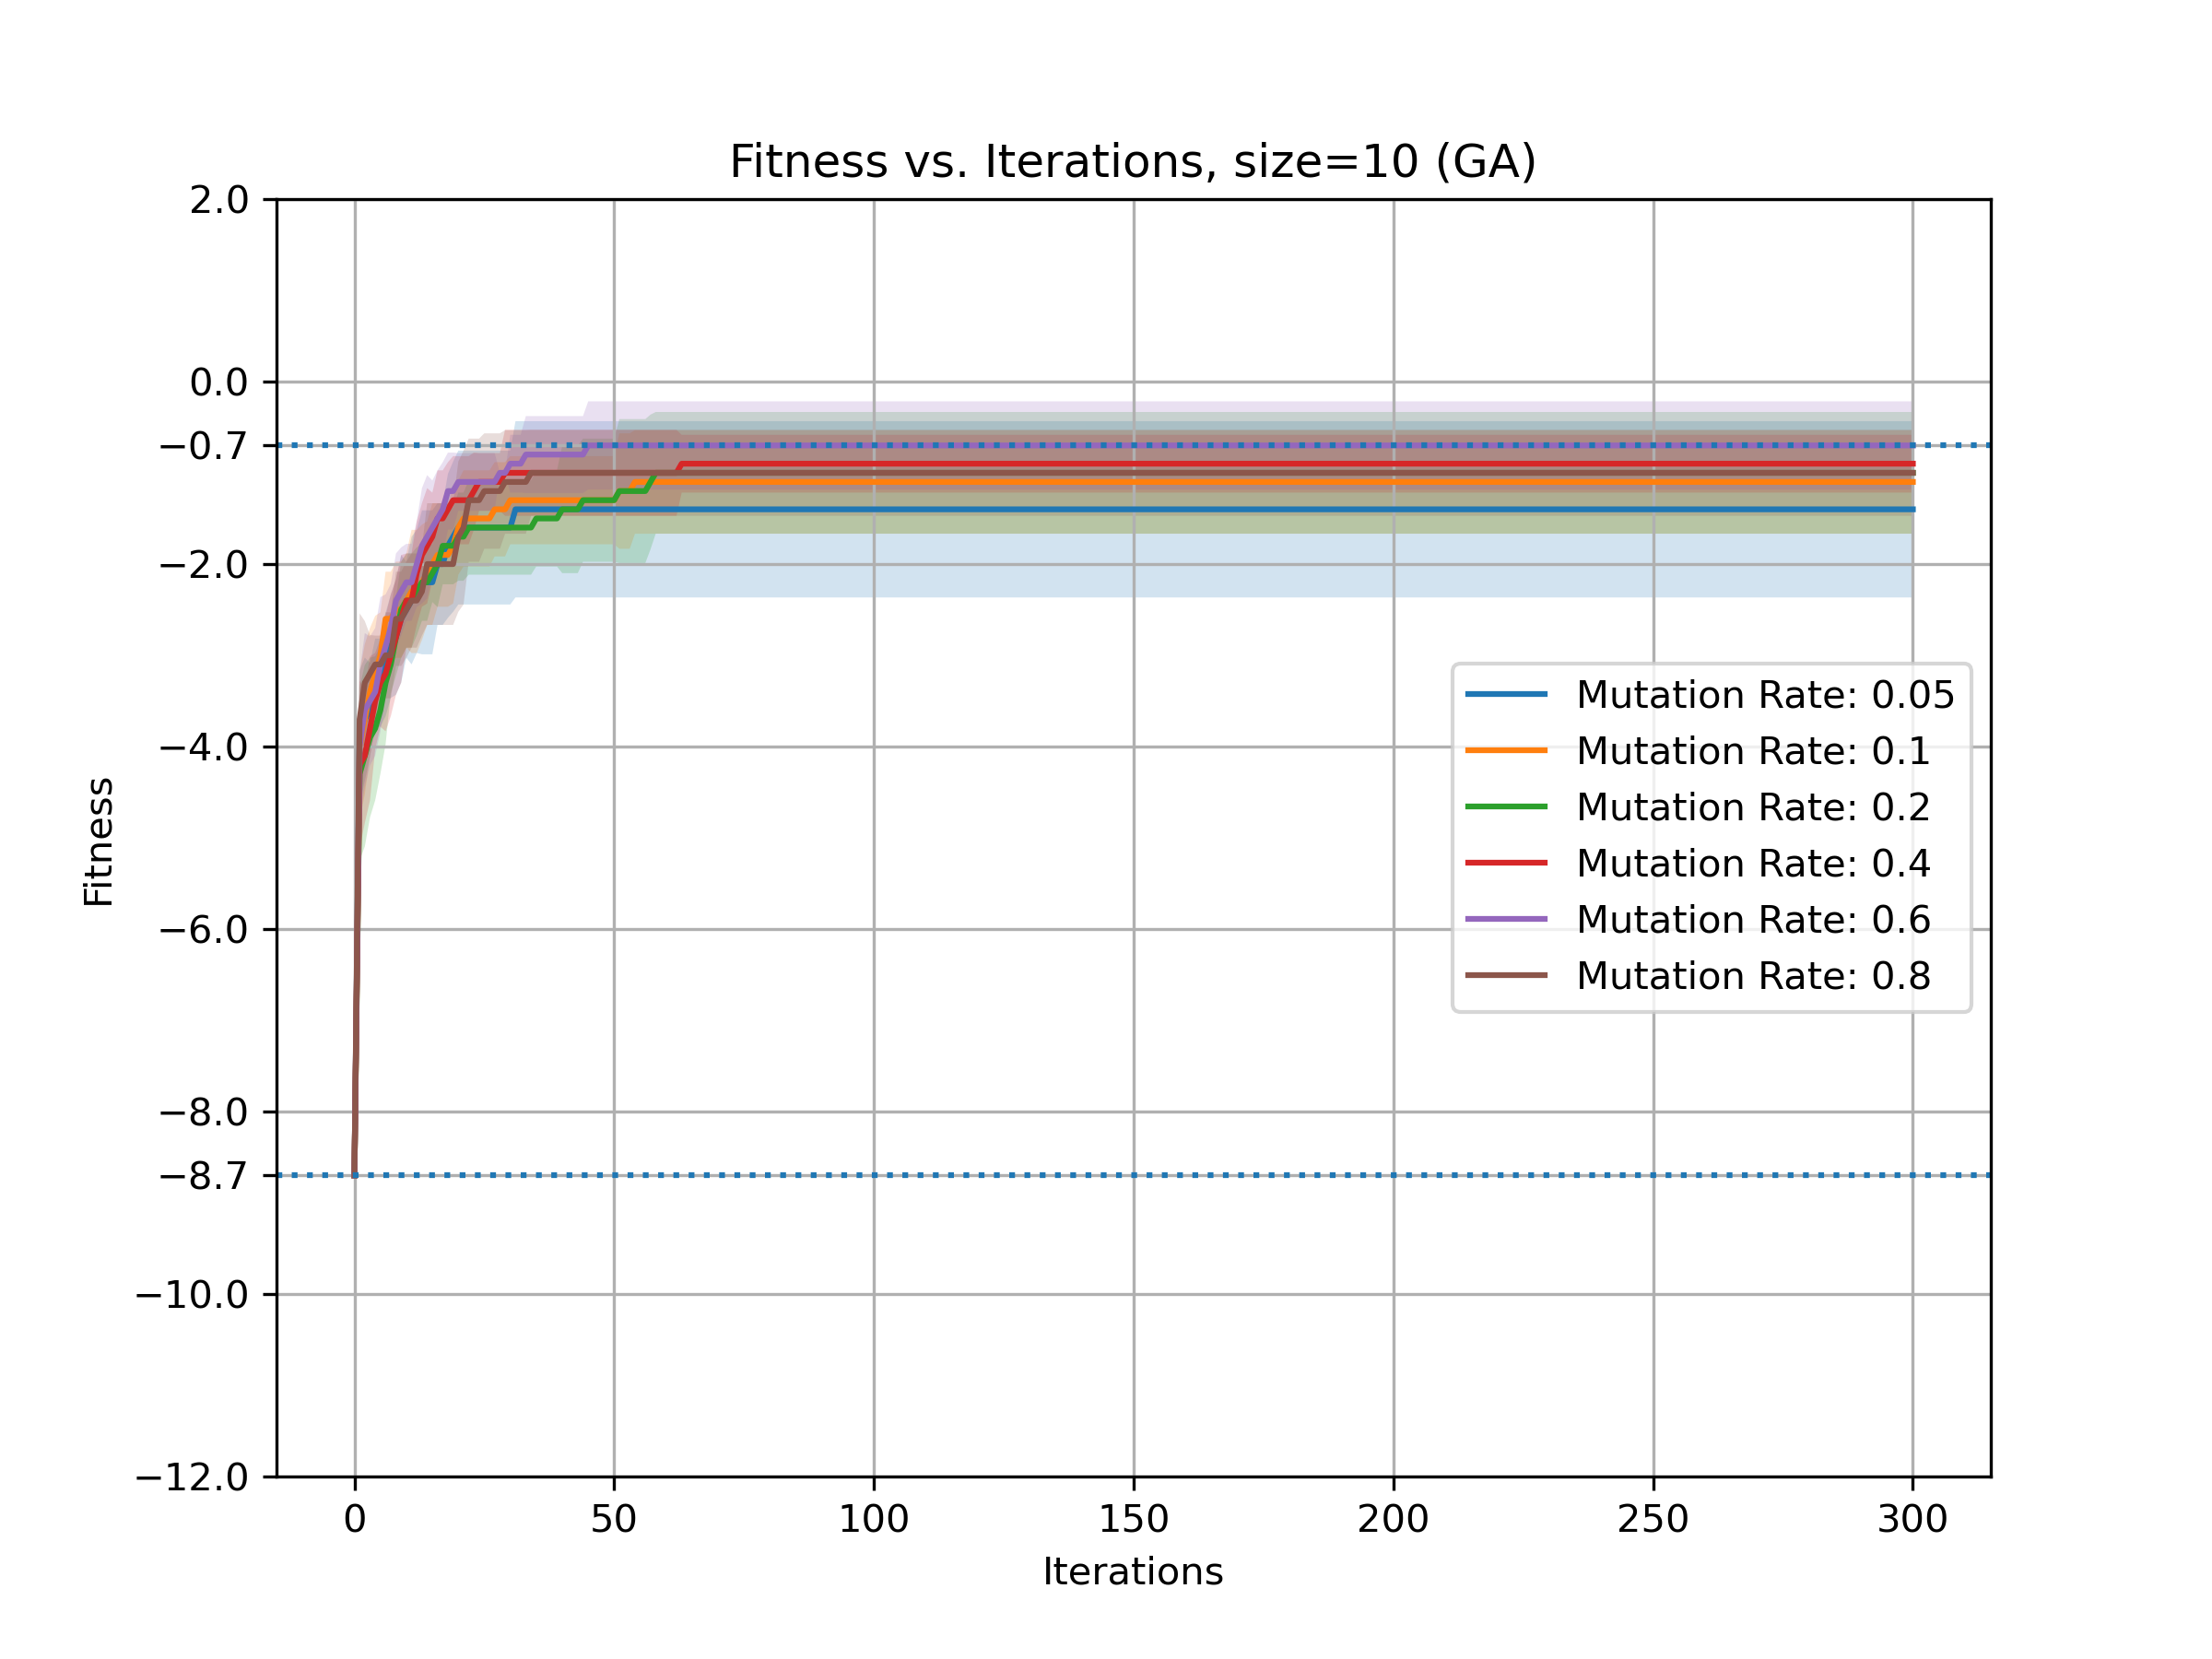 Fitness vs. Iterations, size=10 (GA)
2.0
0.0
−0.7
−2.0
−4.0
−6.0
−8.0
−8.7
−10.0
−12.0
Fitness
Mutation Rate: 0.05
Mutation Rate: 0.1
Mutation Rate: 0.2
Mutation Rate: 0.4
Mutation Rate: 0.6
Mutation Rate: 0.8
0 50 100 150 200 250 300
Iterations